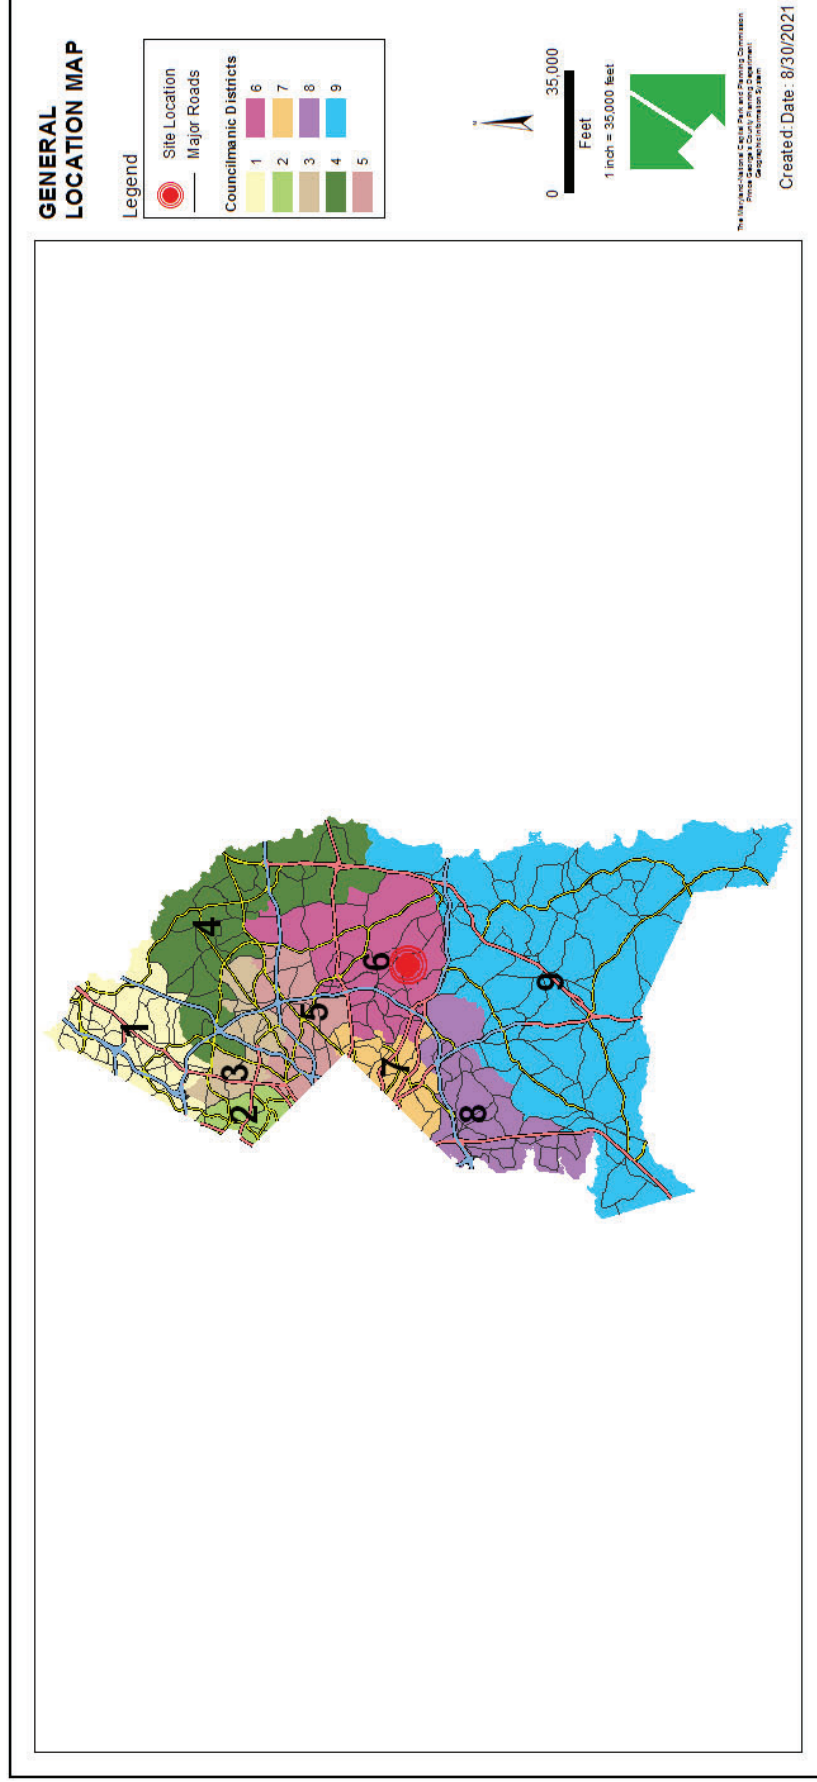 GENERAL
LOCATION MAP
Legend
Site Location
Major Roads
Councilmanic Districts
1
6
2
7
3
8
4
9
5
1
4
3
2
5
6
7
8
9
N
0
35,000
Feet
1 inch = 35,000 feet
The Maryland-National Capital Park and Planning Commission
Prince George's County Planning Department
Geographic Information System
Created: Date: 8/30/2021